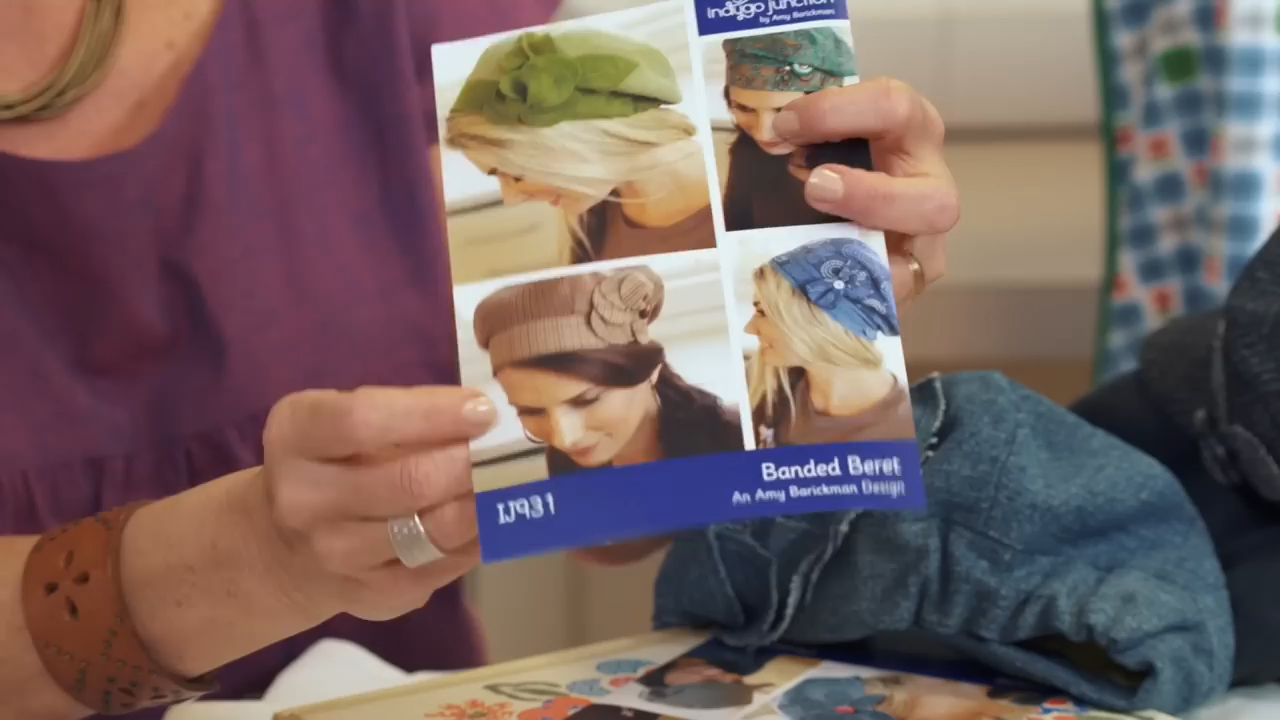 indygo junction
by Amy Barickman
Banded Beret
An Amy Barickman Design
IJ931